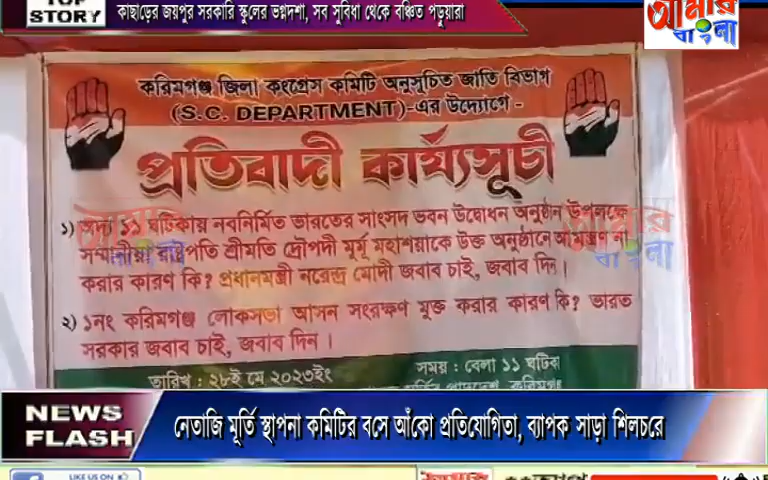 TOP
STORY
কাছাড়ের জয়পুর সরকারি স্কুলের ভগ্নদশা, সব সুবিধা থেকে বঞ্চিত পড়ুয়ারা
আমার
বাংলা
করিমগঞ্জ জিলা কংগ্রেস কমিটি অনুসূচিত জাতি বিভাগ
(S.C. DEPARTMENT)-এর উদ্যোগে -
প্রতিবাদী কার্য্যসূচী
১) অদ্য ১১ ঘটিকায় নবনির্মিত ভারতের সাংসদ ভবন উদ্বোধন অনুষ্ঠান উপলক্ষে
সম্মানীয়া রাষ্ট্রপতি শ্রীমতি দ্রৌপদী মূর্মূ মহাশয়াকে উক্ত অনুষ্ঠানে আমন্ত্রণ না
করার কারণ কি? প্রধানমন্ত্রী নরেন্দ্র মোদী জবাব চাই, জবাব দিন।
২) ১নং করিমগঞ্জ লোকসভা আসন সংরক্ষণ মুক্ত করার কারণ কি? ভারত
সরকার জবাব চাই, জবাব দিন ।
তারিখ : ২৮ই মে ২০২৩ইং সময় : বেলা ১১ ঘটিকা
NEWS
FLASH
নেতাজি মূর্তি স্থাপনা কমিটির বসে আঁকো প্রতিযোগিতা, ব্যাপক সাড়া শিলচরে
LIKE US ON